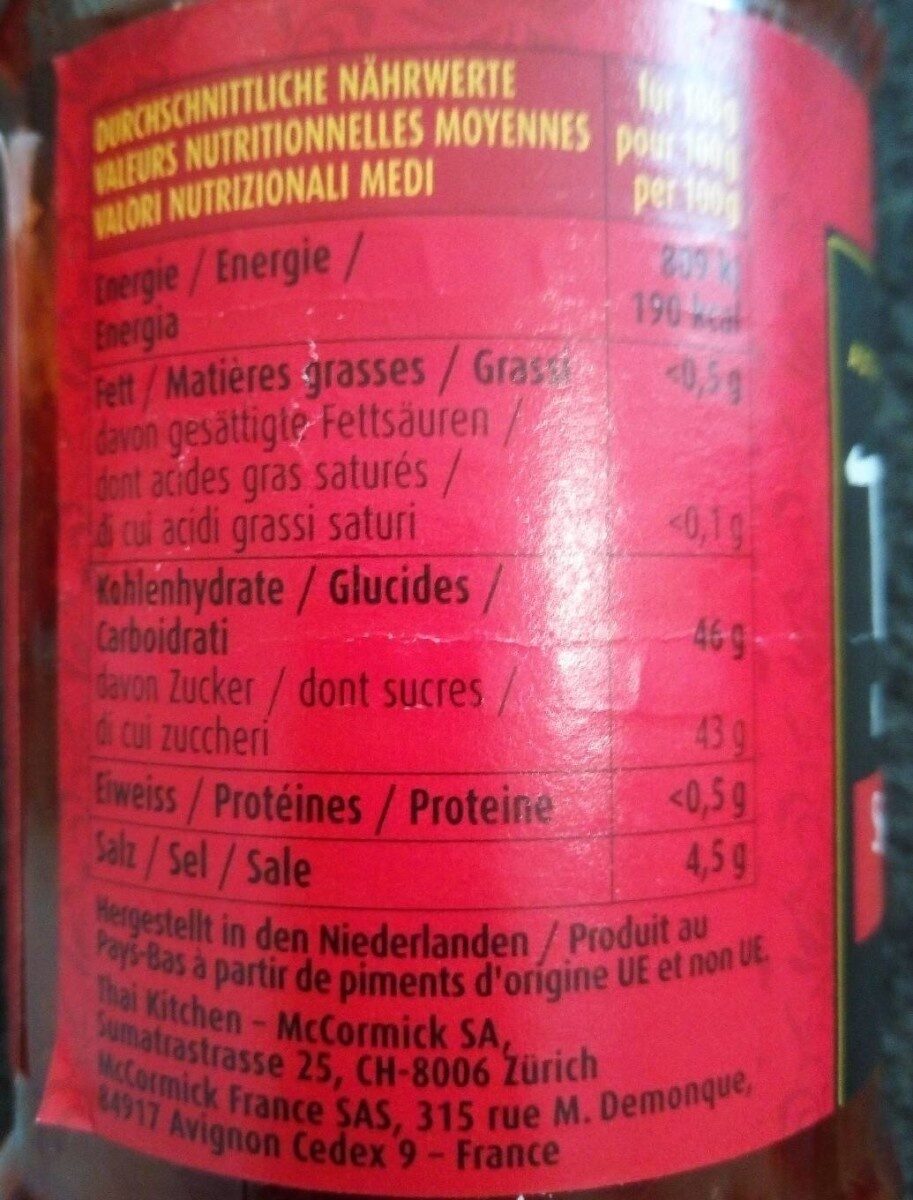 DURCHSCHNITTLICHE NÄHRWERTE
VALEURS NUTRITIONNELLES MOYENNES
VALORI NUTRIZIONALI MEDI
für 100g
pour 100g
per 100g
Energie / Energie /
Energia
809 kJ
190 kcal
Fett / Matières grasses / Grassi
<0,5 g
davon gesättigte Fettsäuren /
dont acides gras saturés /
di cui acidi grassi saturi
<0,1 g
Kohlenhydrate / Glucides /
Carboidrati
46 g
davon Zucker / dont sucres /
di cui zuccheri
43 g
Eiweiss / Protéines / Proteine
<0,5 g
Salz / Sel / Sale
4,5 g
Hergestellt in den Niederlanden / Produit au
Pays-Bas à partir de piments d'origine UE et non UE.
Thai Kitchen - McCormick SA,
Sumatrastrasse 25, CH-8006 Zürich
McCormick France SAS, 315 rue M. Demonque,
84917 Avignon Cedex 9 - France